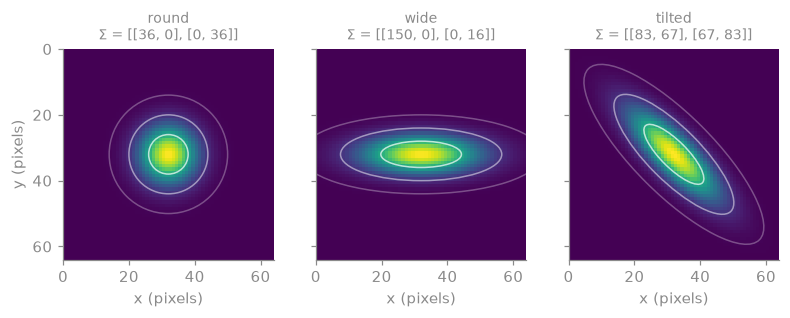 round
Σ = [[36, 0], [0, 36]]
wide
Σ = [[150, 0], [0, 16]]
tilted
Σ = [[83, 67], [67, 83]]
y (pixels)
0
20
40
60
0 20 40 60
x (pixels)
0 20 40 60
x (pixels)
0 20 40 60
x (pixels)